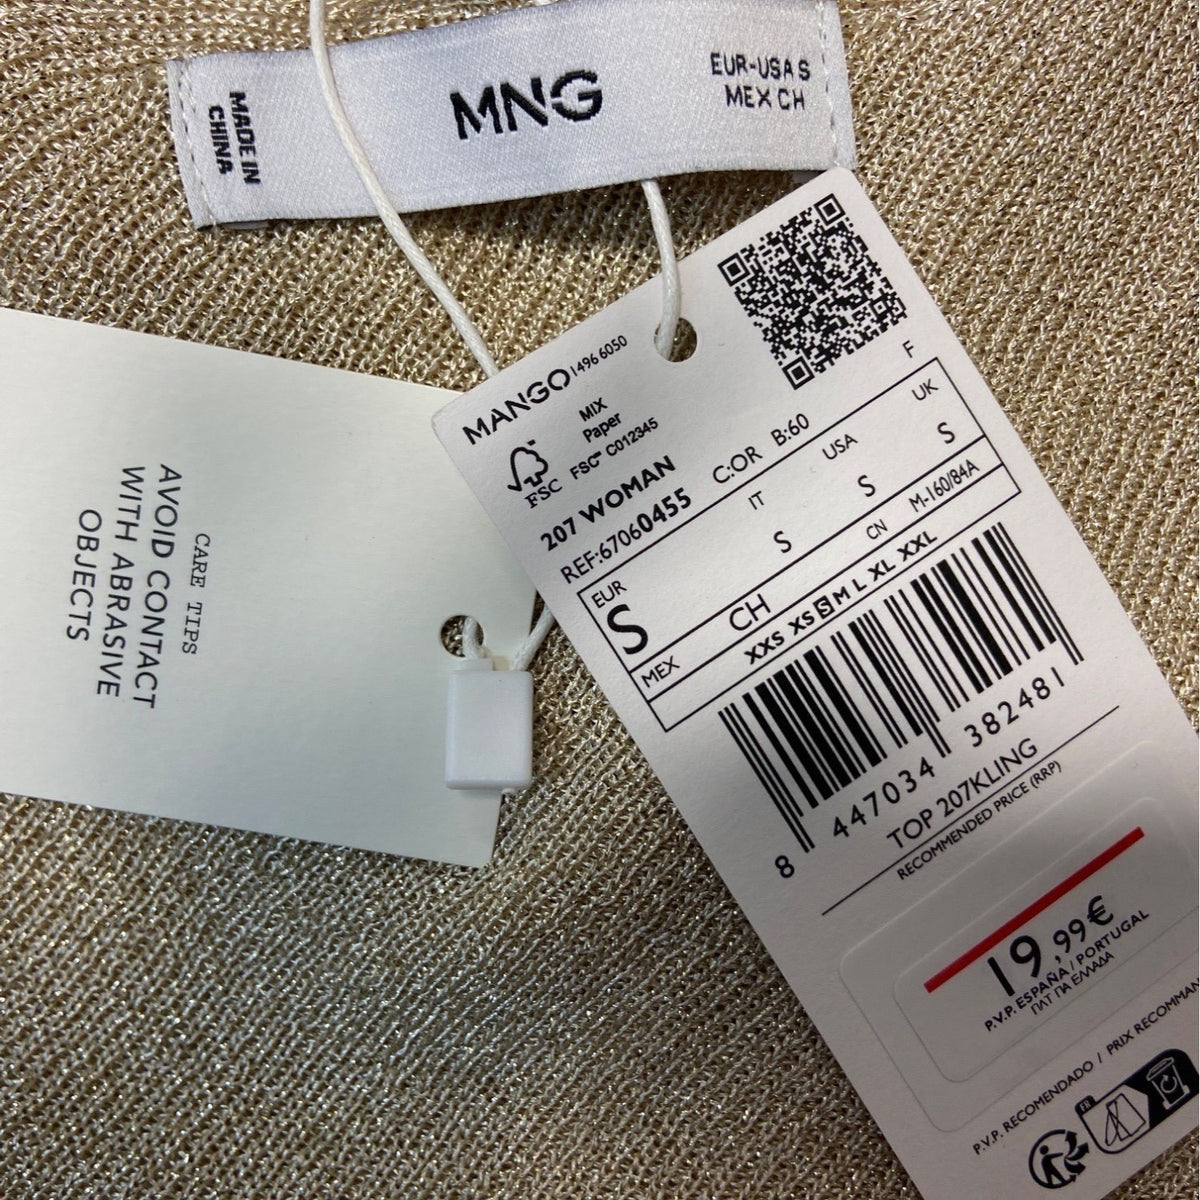 MADE IN
CHINA
MNG
EUR-USA S
MEX CH
CARE TIPS
AVOID CONTACT
WITH ABRASIVE
OBJECTS
MANGO 1496 6050
MIX
Paper
FSC™ C012345
FSC
207 WOMAN
REF:67060455 C:OR B:60 F
EUR IT USA UK
S S S S
MEX CH CN M-160/84A
XXS XS S M L XL XXL
8 447034 382481
TOP 207KLING
RECOMMENDED PRICE (RRP)
19,99€
P.V.P. ESPAÑA / PORTUGAL
ΠΛΤ ΓΙΑ ΕΛΛΑΔΑ
P.V.P. RECOMENDADO / PRIX RECOMMAN
FR